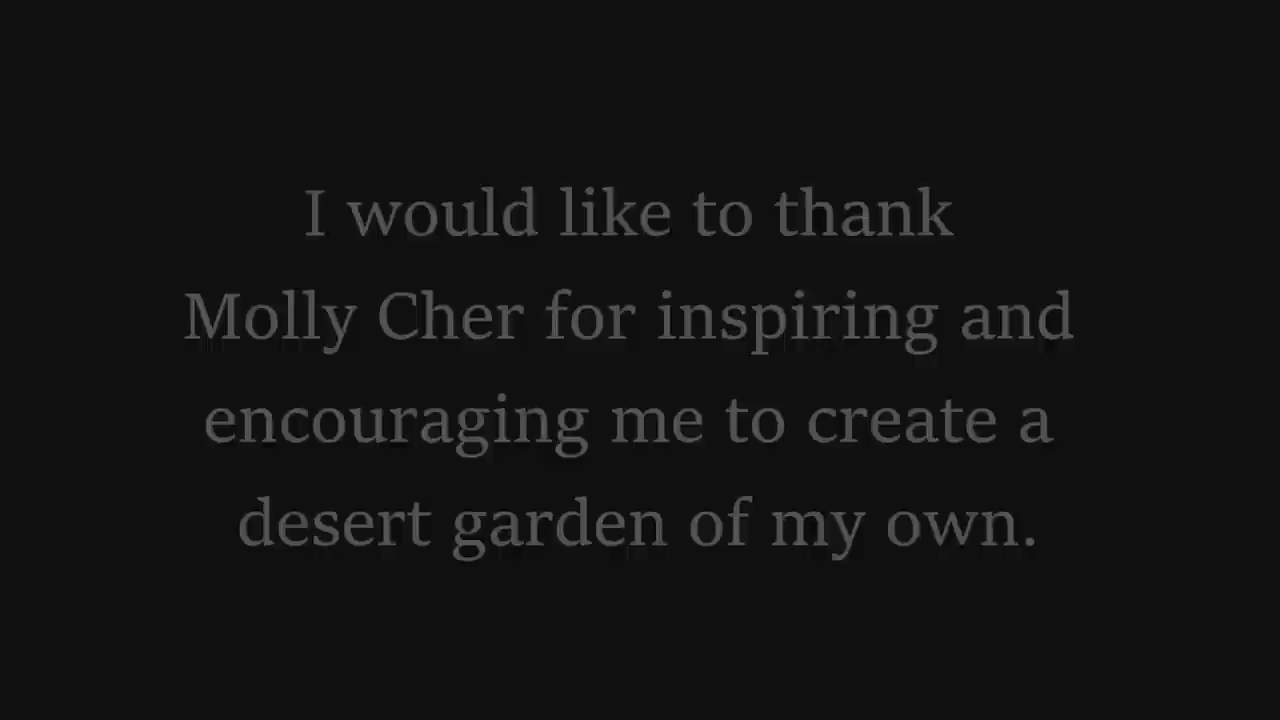 I would like to thank
Molly Cher for inspiring and
encouraging me to create a
desert garden of my own.